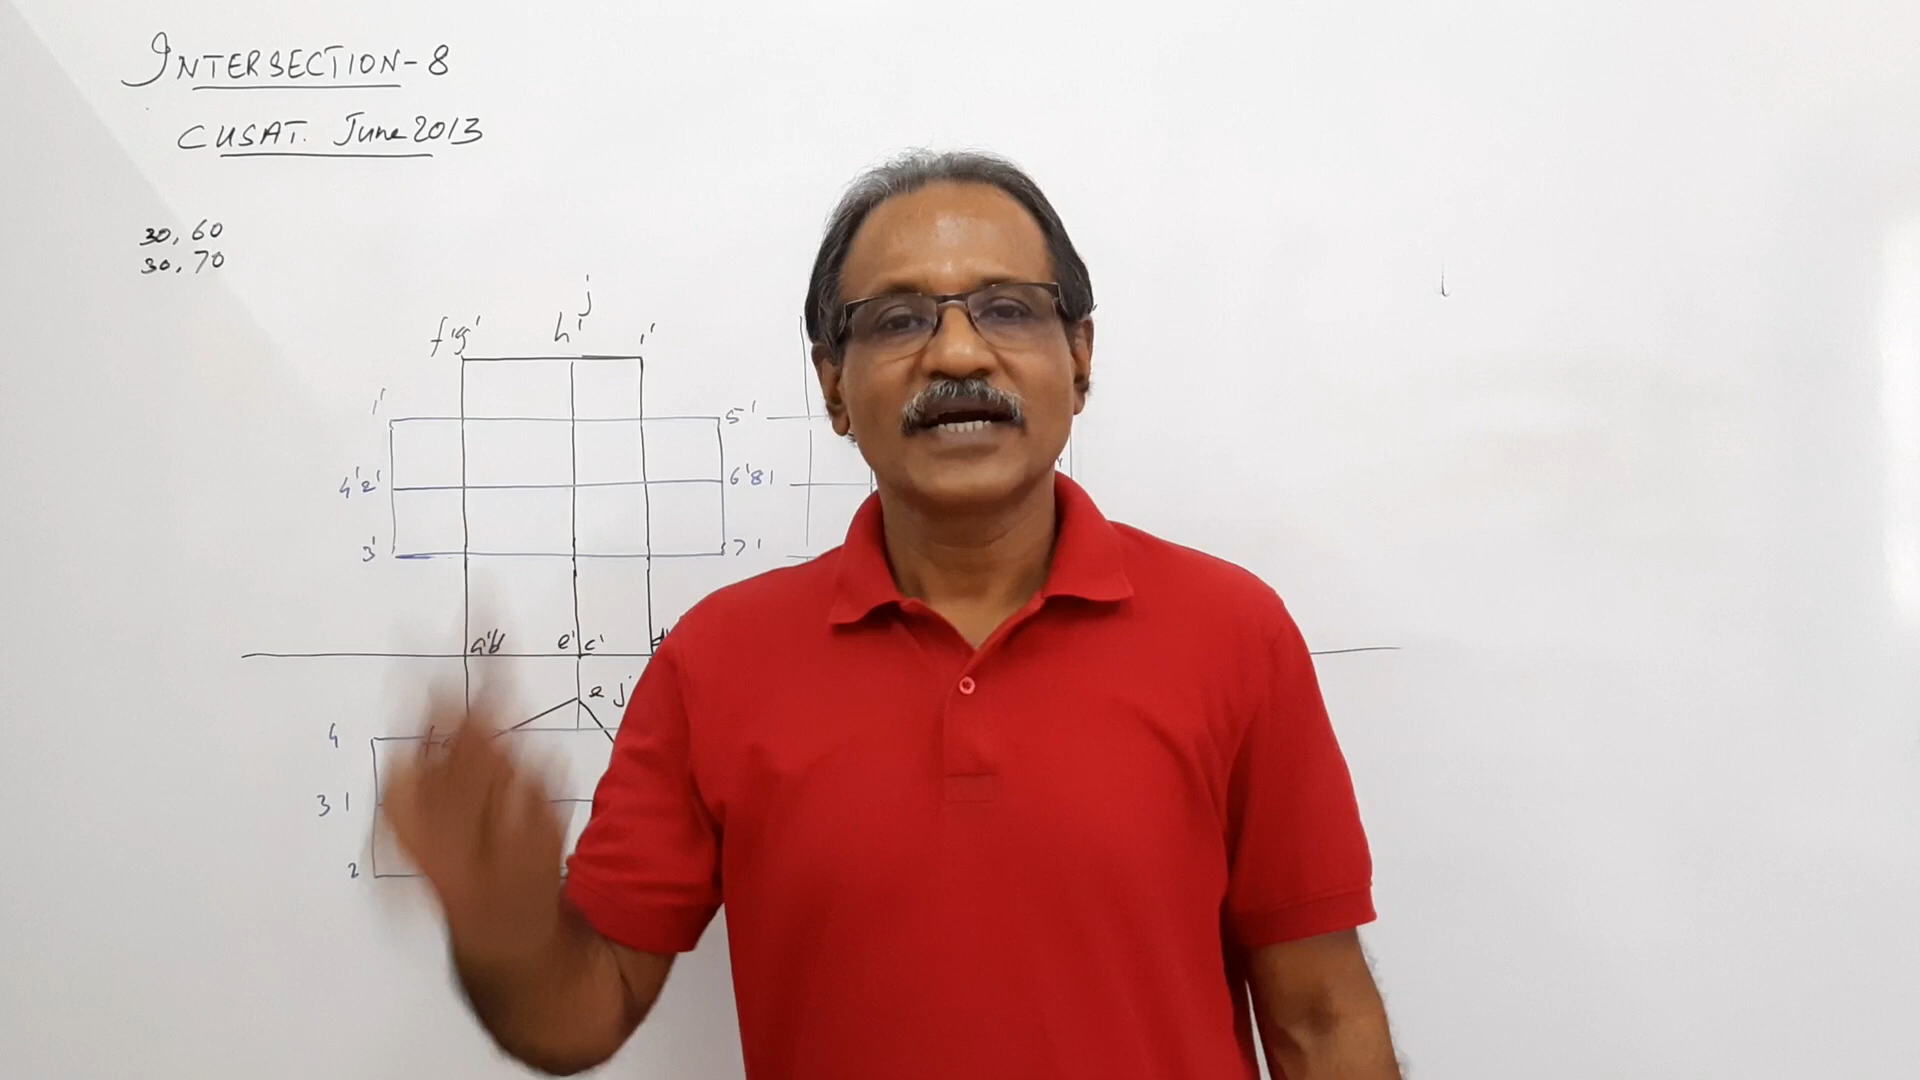 INTERSECTION-8
CUSAT. June 2013
30, 60
30, 70
j'
f'g' h' i'
1' 5'
4'2' 6'8'
3' 7'
a'b' e' c'
e j
4
3 1
2